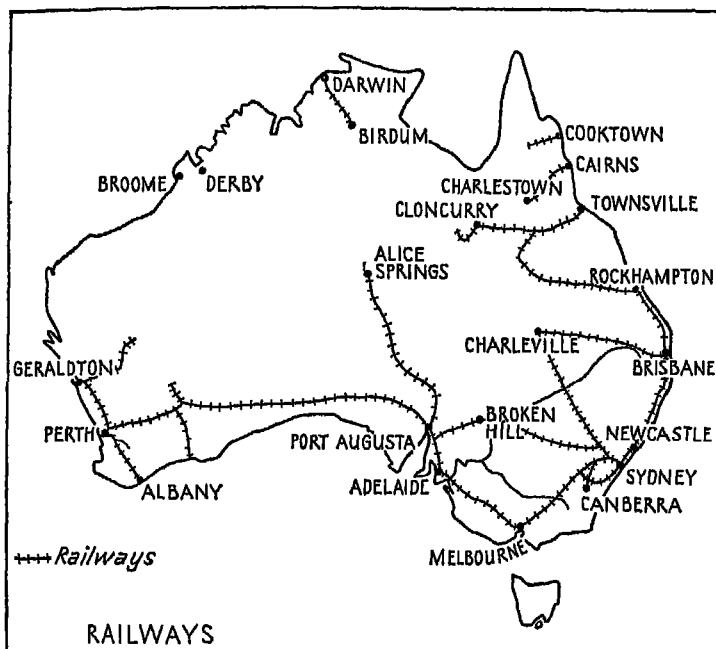 DARWIN
BIRDUM
COOKTOWN
CAIRNS
BROOME
DERBY
CHARLESTOWN
CLONCURRY
TOWNSVILLE
ALICE
SPRINGS
ROCKHAMPTON
CHARLEVILLE
BRISBANE
GERALDTON
PERTH
PORT AUGUSTA
BROKEN
HILL
NEWCASTLE
SYDNEY
ADELAIDE
CANBERRA
ALBANY
MELBOURNE
Railways
RAILWAYS